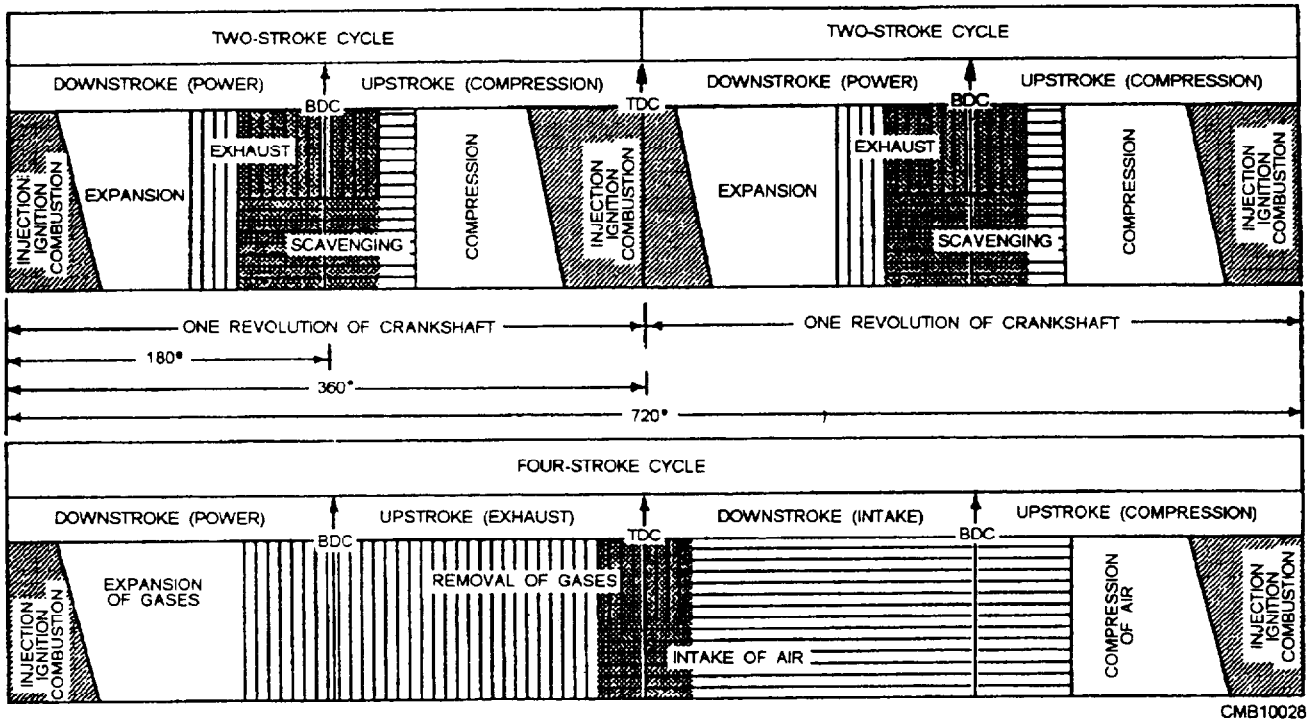 TWO-STROKE CYCLE
TWO-STROKE CYCLE
DOWNSTROKE (POWER)
UPSTROKE (COMPRESSION)
DOWNSTROKE (POWER)
UPSTROKE (COMPRESSION)
BDC
TDC
BDC
INJECTION
IGNITION
COMBUSTION
EXPANSION
EXHAUST
SCAVENGING
COMPRESSION
INJECTION
IGNITION
COMBUSTION
EXPANSION
EXHAUST
SCAVENGING
COMPRESSION
INJECTION
IGNITION
COMBUSTION
ONE REVOLUTION OF CRANKSHAFT
ONE REVOLUTION OF CRANKSHAFT
180°
360°
720°
FOUR-STROKE CYCLE
DOWNSTROKE (POWER)
UPSTROKE (EXHAUST)
DOWNSTROKE (INTAKE)
UPSTROKE (COMPRESSION)
BDC
TDC
BDC
INJECTION
IGNITION
COMBUSTION
EXPANSION
OF GASES
REMOVAL OF GASES
INTAKE OF AIR
COMPRESSION
OF AIR
INJECTION
IGNITION
COMBUSTION
CMB10028